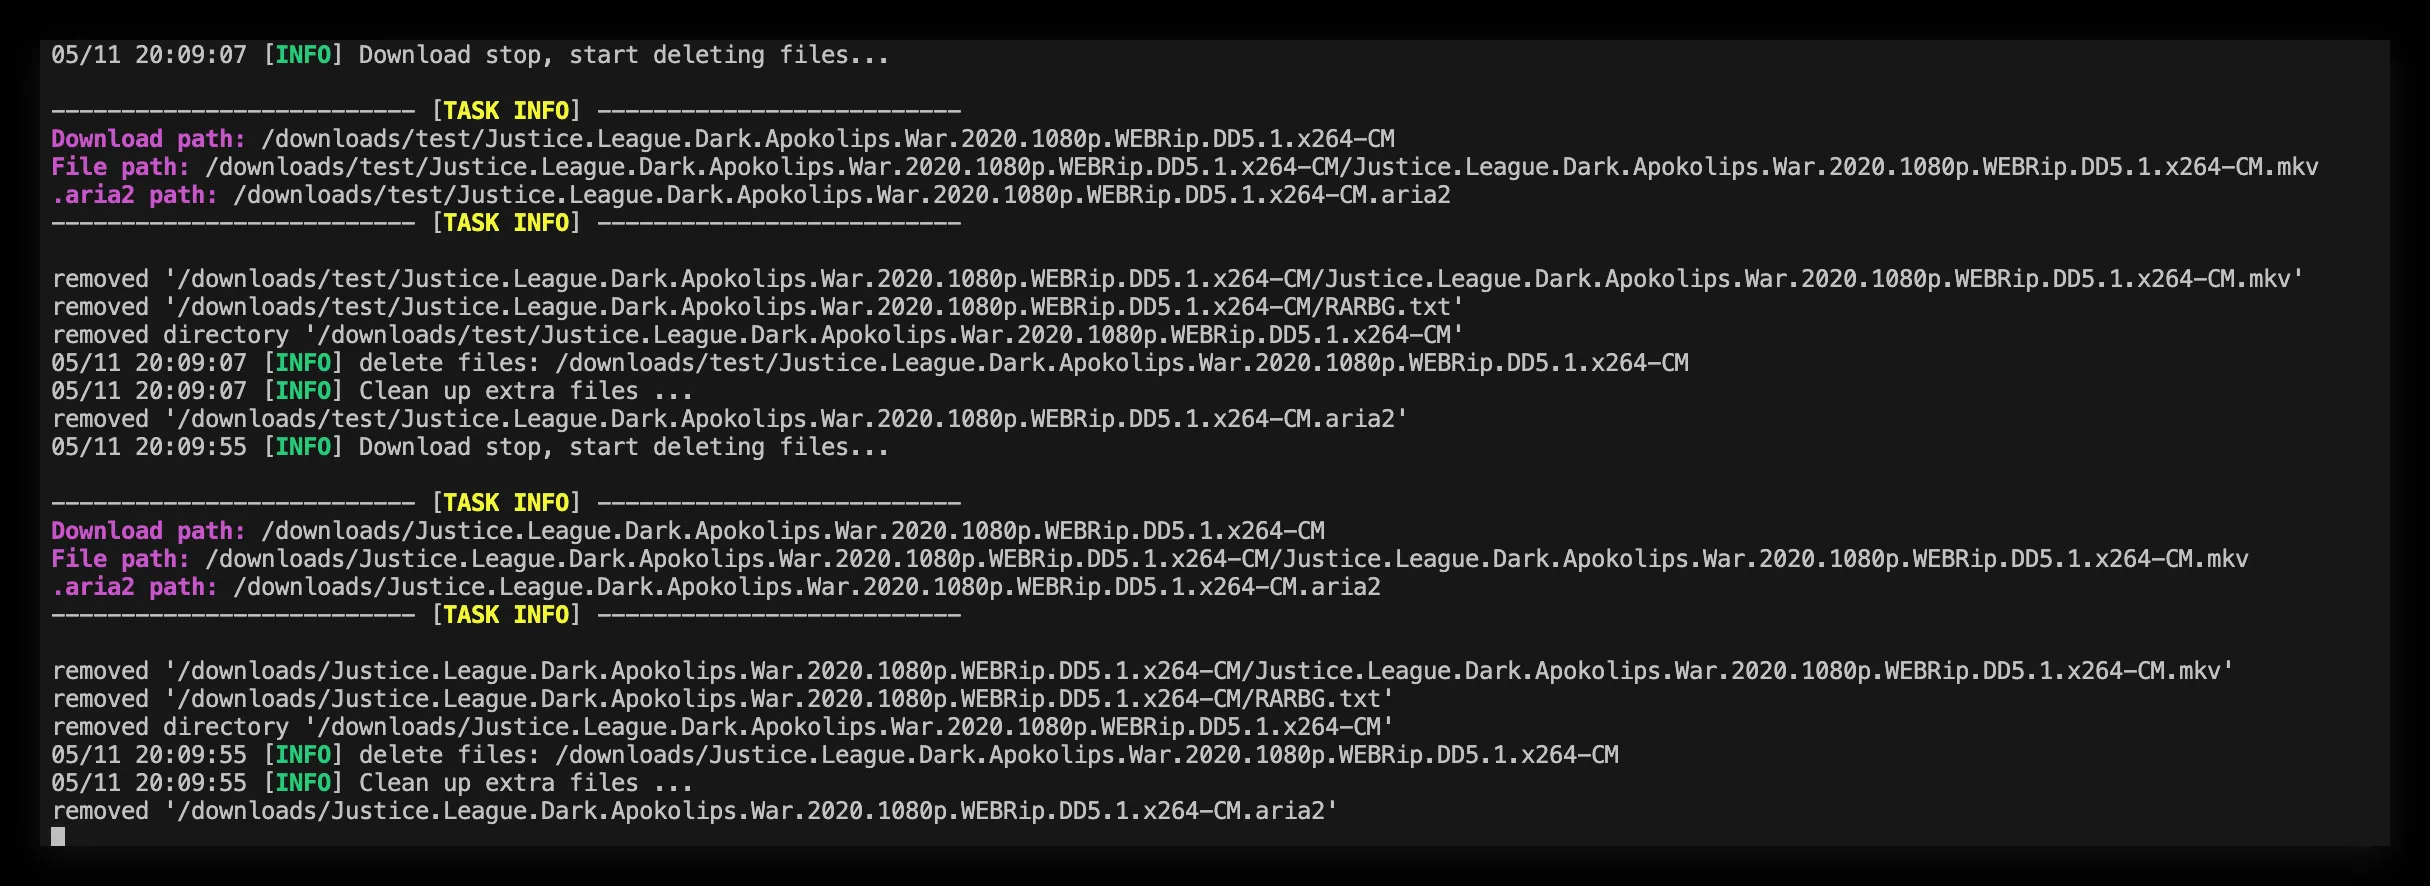 05/11 20:09:07 [INFO] Download stop, start deleting files...
-------------------------- [TASK INFO] --------------------------
Download path: /downloads/test/Justice.League.Dark.Apokolips.War.2020.1080p.WEBRip.DD5.1.x264-CM
File path: /downloads/test/Justice.League.Dark.Apokolips.War.2020.1080p.WEBRip.DD5.1.x264-CM/Justice.League.Dark.Apokolips.War.2020.1080p.WEBRip.DD5.1.x264-CM.mkv
.aria2 path: /downloads/test/Justice.League.Dark.Apokolips.War.2020.1080p.WEBRip.DD5.1.x264-CM.aria2
-------------------------- [TASK INFO] --------------------------
removed '/downloads/test/Justice.League.Dark.Apokolips.War.2020.1080p.WEBRip.DD5.1.x264-CM/Justice.League.Dark.Apokolips.War.2020.1080p.WEBRip.DD5.1.x264-CM.mkv'
removed '/downloads/test/Justice.League.Dark.Apokolips.War.2020.1080p.WEBRip.DD5.1.x264-CM/RARBG.txt'
removed directory '/downloads/test/Justice.League.Dark.Apokolips.War.2020.1080p.WEBRip.DD5.1.x264-CM'
05/11 20:09:07 [INFO] delete files: /downloads/test/Justice.League.Dark.Apokolips.War.2020.1080p.WEBRip.DD5.1.x264-CM
05/11 20:09:07 [INFO] Clean up extra files ...
removed '/downloads/test/Justice.League.Dark.Apokolips.War.2020.1080p.WEBRip.DD5.1.x264-CM.aria2'
05/11 20:09:55 [INFO] Download stop, start deleting files...
-------------------------- [TASK INFO] --------------------------
Download path: /downloads/Justice.League.Dark.Apokolips.War.2020.1080p.WEBRip.DD5.1.x264-CM
File path: /downloads/Justice.League.Dark.Apokolips.War.2020.1080p.WEBRip.DD5.1.x264-CM/Justice.League.Dark.Apokolips.War.2020.1080p.WEBRip.DD5.1.x264-CM.mkv
.aria2 path: /downloads/Justice.League.Dark.Apokolips.War.2020.1080p.WEBRip.DD5.1.x264-CM.aria2
-------------------------- [TASK INFO] --------------------------
removed '/downloads/Justice.League.Dark.Apokolips.War.2020.1080p.WEBRip.DD5.1.x264-CM/Justice.League.Dark.Apokolips.War.2020.1080p.WEBRip.DD5.1.x264-CM.mkv'
removed '/downloads/Justice.League.Dark.Apokolips.War.2020.1080p.WEBRip.DD5.1.x264-CM/RARBG.txt'
removed directory '/downloads/Justice.League.Dark.Apokolips.War.2020.1080p.WEBRip.DD5.1.x264-CM'
05/11 20:09:55 [INFO] delete files: /downloads/Justice.League.Dark.Apokolips.War.2020.1080p.WEBRip.DD5.1.x264-CM
05/11 20:09:55 [INFO] Clean up extra files ...
removed '/downloads/Justice.League.Dark.Apokolips.War.2020.1080p.WEBRip.DD5.1.x264-CM.aria2'